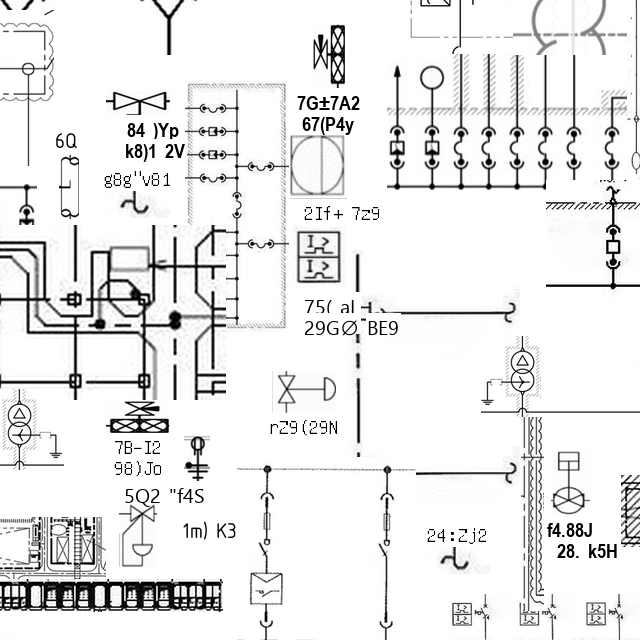 7G±7A2
67(P4y
84 )Yp
k8)1 2V
6Q
g8g"v81
2If+ 7z9
75( al
29G∅ BE9
rZ9(29N
7B-I2
98)Jo
5Q2 "f4S
1m) K3
24:Zj2
f4.88J
28. k5H